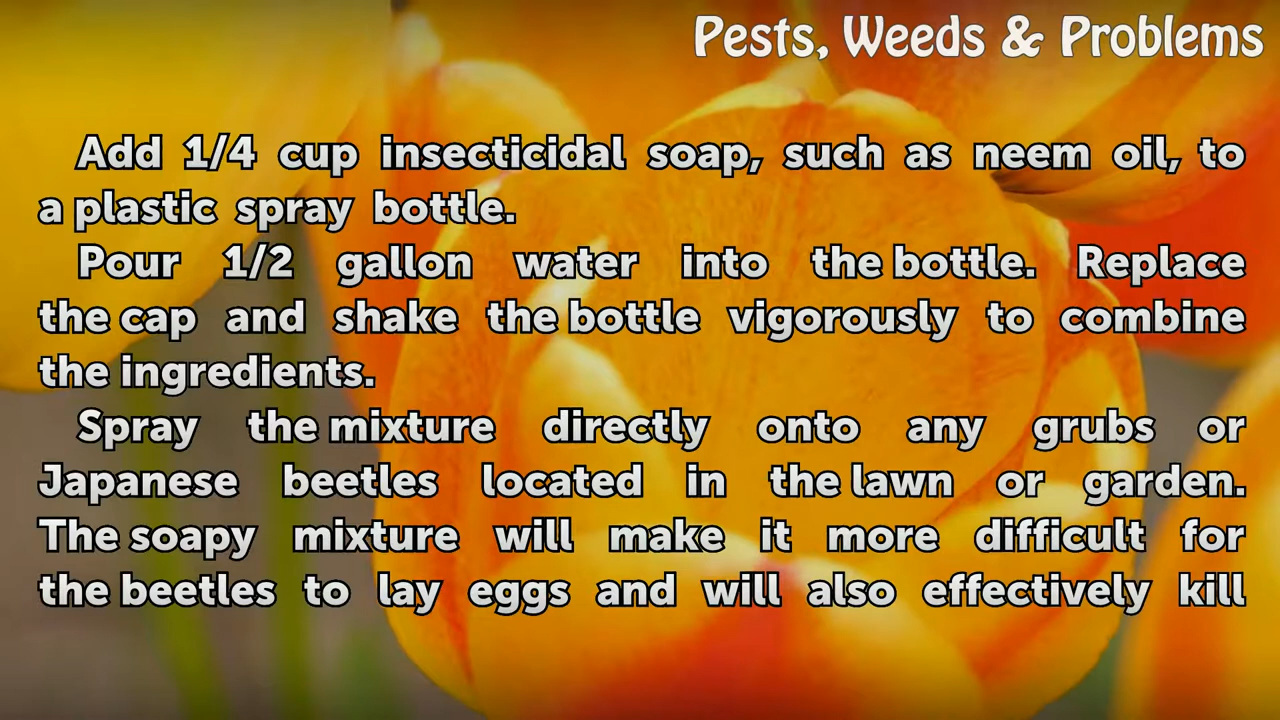 Pests, Weeds & Problems
Add 1/4 cup insecticidal soap, such as neem oil, to
a plastic spray bottle.
Pour 1/2 gallon water into the bottle. Replace
the cap and shake the bottle vigorously to combine
the ingredients.
Spray the mixture directly onto any grubs or
Japanese beetles located in the lawn or garden.
The soapy mixture will make it more difficult for
the beetles to lay eggs and will also effectively kill